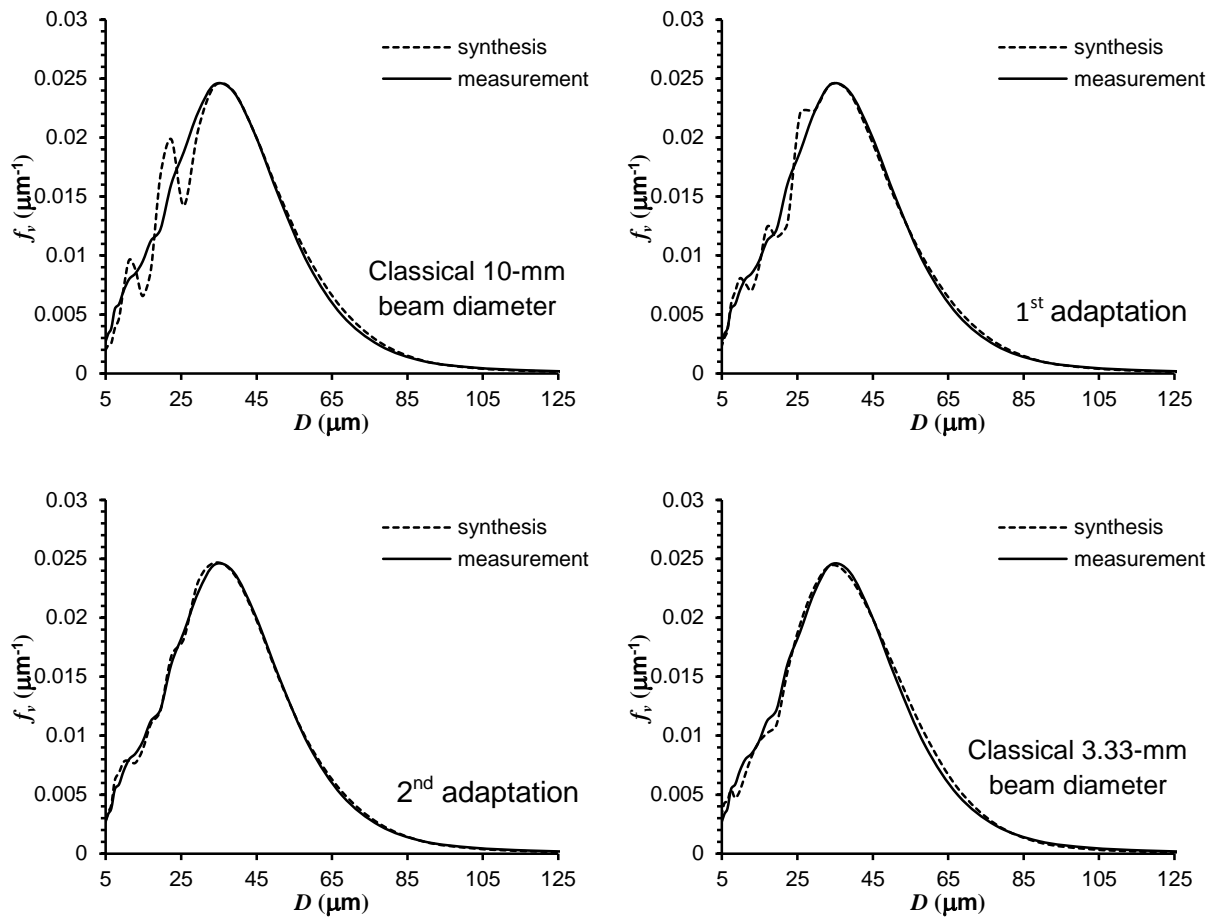 0.03
0.025
0.02
0.015
0.01
0.005
0
fv (μm-1)
synthesis
measurement
Classical 10-mm
beam diameter
5 25 45 65 85 105 125
D (μm)
0.03
0.025
0.02
0.015
0.01
0.005
0
fv (μm-1)
synthesis
measurement
1st adaptation
5 25 45 65 85 105 125
D (μm)
0.03
0.025
0.02
0.015
0.01
0.005
0
fv (μm-1)
synthesis
measurement
2nd adaptation
5 25 45 65 85 105 125
D (μm)
0.03
0.025
0.02
0.015
0.01
0.005
0
fv (μm-1)
synthesis
measurement
Classical 3.33-mm
beam diameter
5 25 45 65 85 105 125
D (μm)